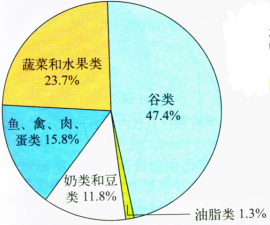 蔬菜和水果类
23.7%
谷类
47.4%
鱼、禽、肉、
蛋类 15.8%
奶类和豆
类 11.8%
油脂类 1.3%